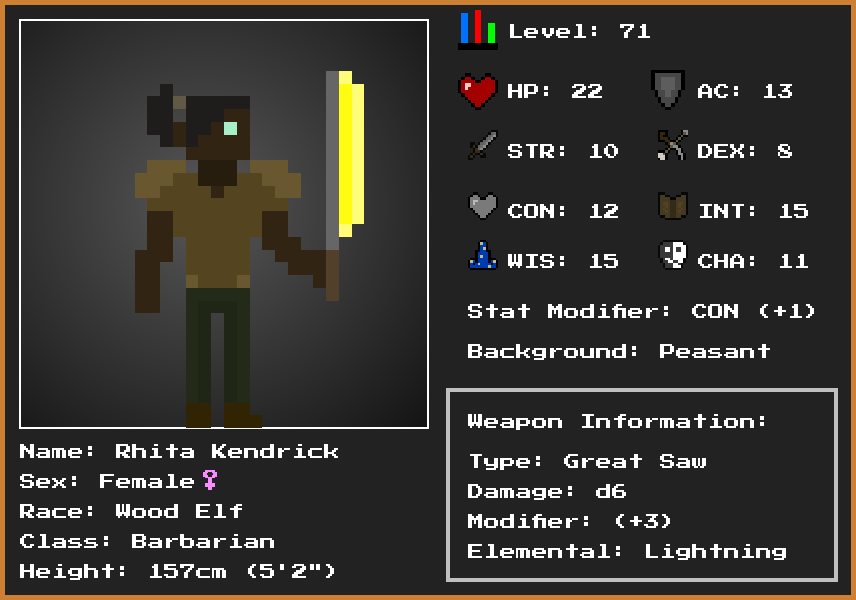 Level: 71
HP: 22
AC: 13
STR: 10
DEX: 8
CON: 12
INT: 15
WIS: 15
CHA: 11
Stat Modifier: CON (+1)
Background: Peasant
Weapon Information:
Type: Great Saw
Damage: d6
Modifier: (+3)
Elemental: Lightning
Name: Rhita Kendrick
Sex: Female♀
Race: Wood Elf
Class: Barbarian
Height: 157cm (5'2")